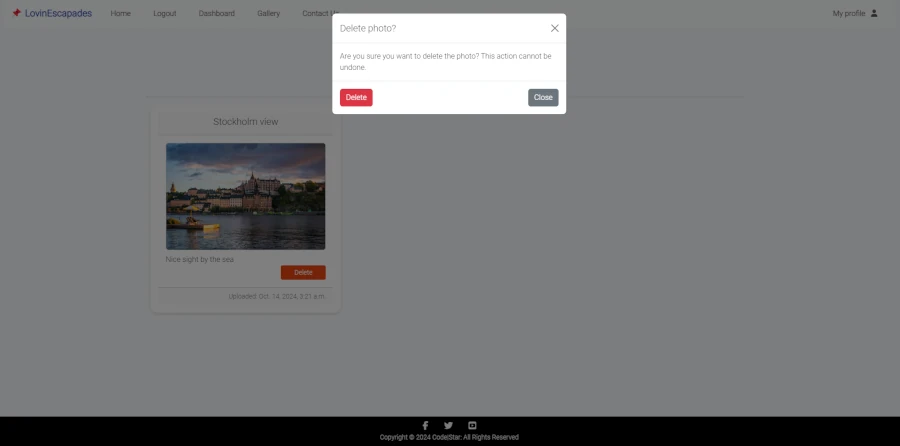 LovinEscapades Home Logout Dashboard Gallery Contact Us My profile
Delete photo?
Are you sure you want to delete the photo? This action cannot be
undone.
Delete Close
Stockholm view
Nice sight by the sea
Delete
Uploaded: Oct. 14, 2024, 3:21 a.m.
Copyright © 2024 Code|Star: All Rights Reserved